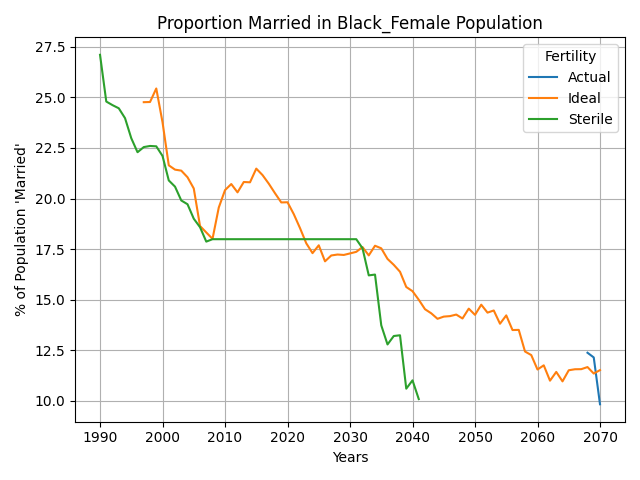 Proportion Married in Black_Female Population
% of Population 'Married'
27.5
25.0
22.5
20.0
17.5
15.0
12.5
10.0
Fertility
Actual
Ideal
Sterile
1990 2000 2010 2020 2030 2040 2050 2060 2070
Years